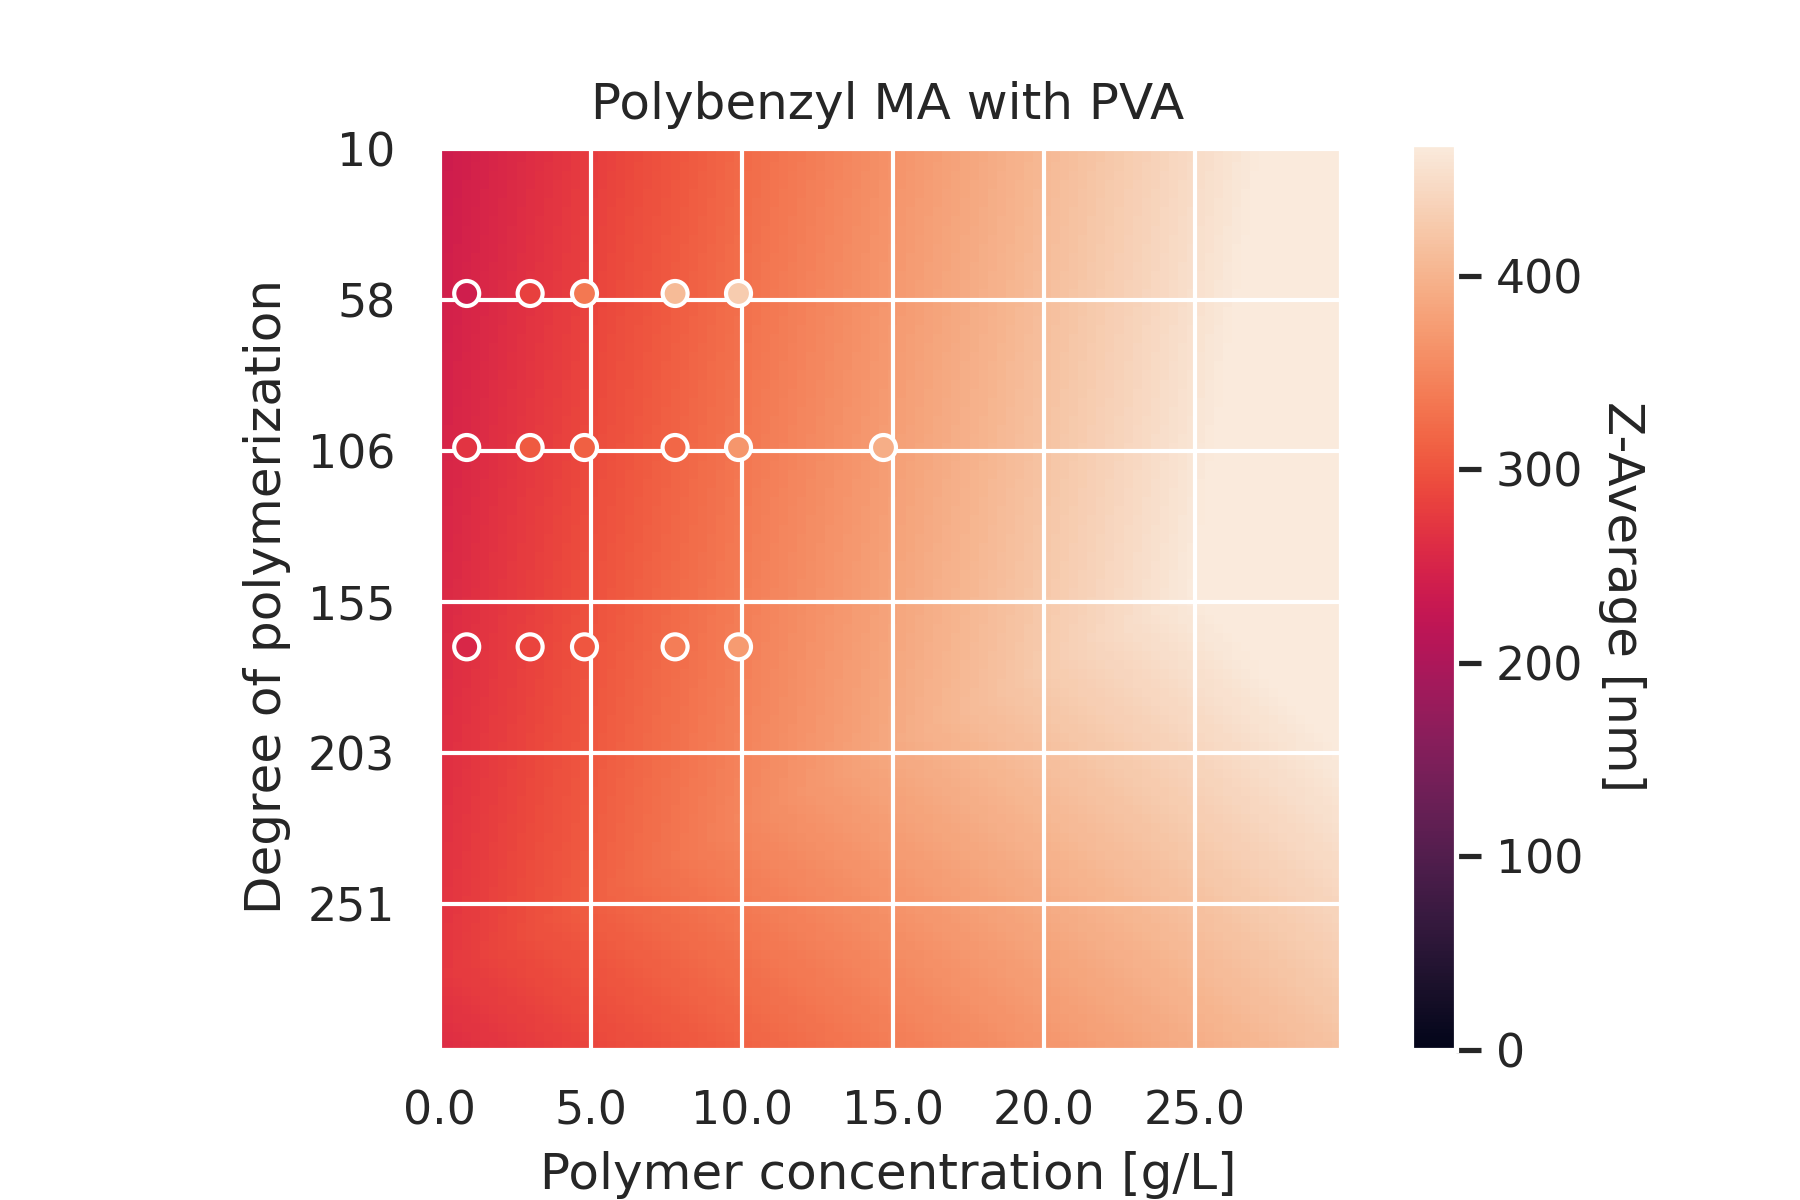 Polybenzyl MA with PVA
10
58
106
155
203
251
Degree of polymerization
0.0 5.0 10.0 15.0 20.0 25.0
Polymer concentration [g/L]
400
300
200
100
0
Z-Average [nm]